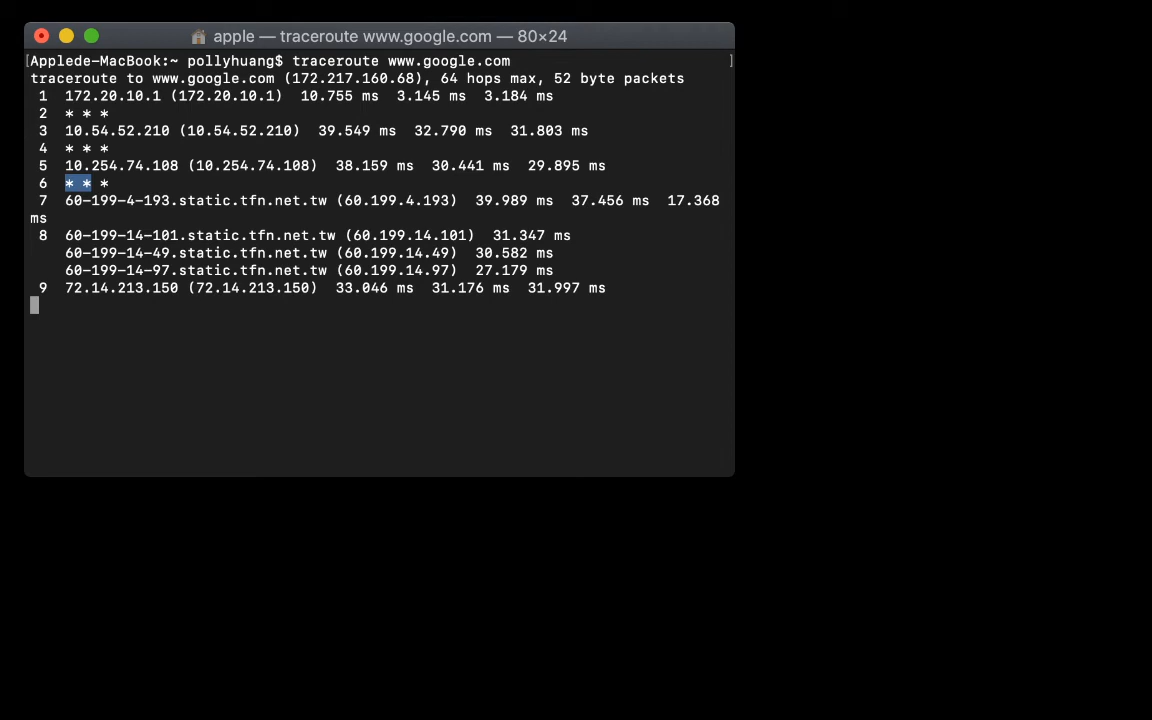 apple — traceroute www.google.com — 80×24
[Applede-MacBook:~ pollyhuang$ traceroute www.google.com ]
traceroute to www.google.com (172.217.160.68), 64 hops max, 52 byte packets
 1  172.20.10.1 (172.20.10.1)  10.755 ms  3.145 ms  3.184 ms
 2  * * *
 3  10.54.52.210 (10.54.52.210)  39.549 ms  32.790 ms  31.803 ms
 4  * * *
 5  10.254.74.108 (10.254.74.108)  38.159 ms  30.441 ms  29.895 ms
 6  * * *
 7  60-199-4-193.static.tfn.net.tw (60.199.4.193)  39.989 ms  37.456 ms  17.368
ms
 8  60-199-14-101.static.tfn.net.tw (60.199.14.101)  31.347 ms
    60-199-14-49.static.tfn.net.tw (60.199.14.49)  30.582 ms
    60-199-14-97.static.tfn.net.tw (60.199.14.97)  27.179 ms
 9  72.14.213.150 (72.14.213.150)  33.046 ms  31.176 ms  31.997 ms